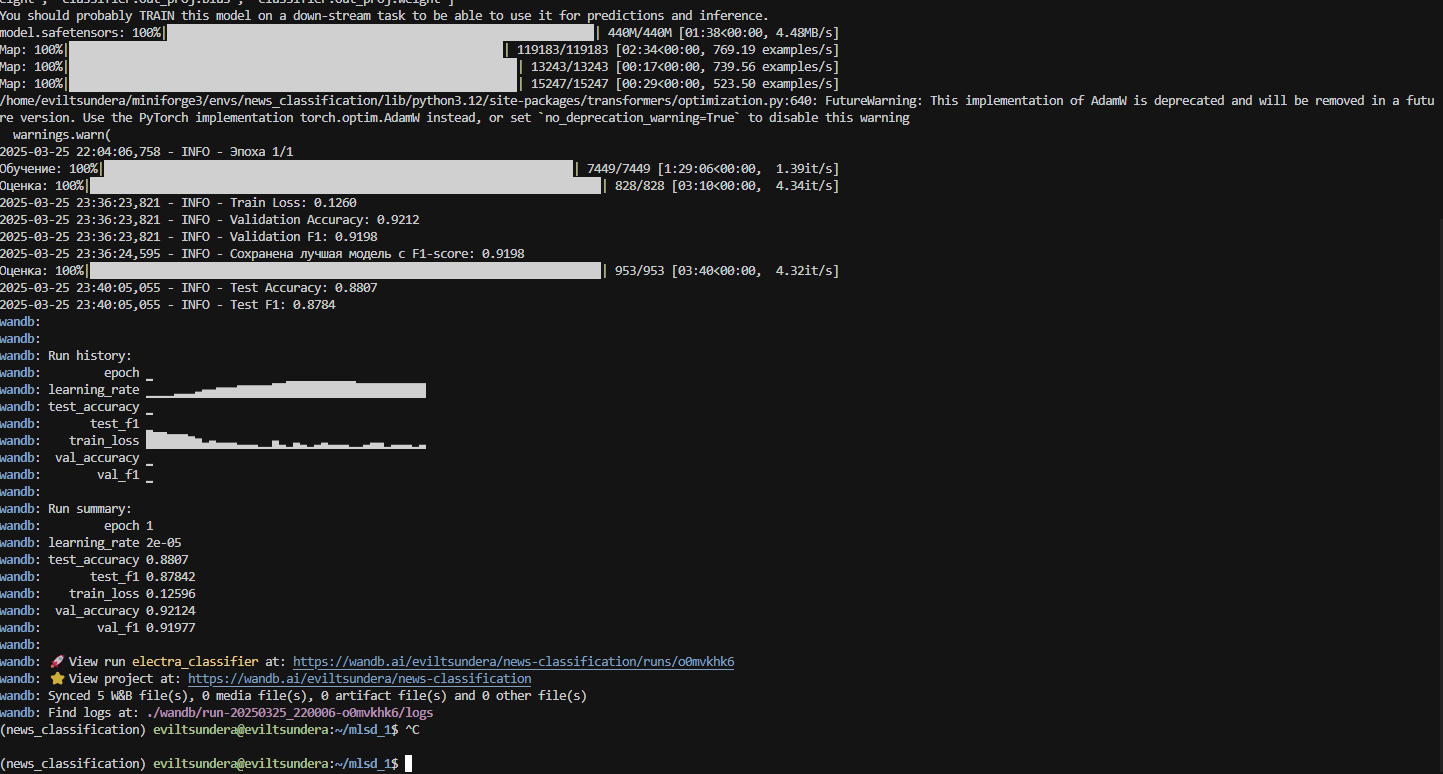 eight', 'classifier.out_proj.bias', 'classifier.out_proj.weight']
You should probably TRAIN this model on a down-stream task to be able to use it for predictions and inference.
model.safetensors: 100%| | 440M/440M [01:38<00:00, 4.48MB/s]
Map: 100%| | 119183/119183 [02:34<00:00, 769.19 examples/s]
Map: 100%| | 13243/13243 [00:17<00:00, 739.56 examples/s]
Map: 100%| | 15247/15247 [00:29<00:00, 523.50 examples/s]
/home/eviltsundera/miniforge3/envs/news_classification/lib/python3.12/site-packages/transformers/optimization.py:640: FutureWarning: This implementation of AdamW is deprecated and will be removed in a futu
re version. Use the PyTorch implementation torch.optim.AdamW instead, or set `no_deprecation_warning=True` to disable this warning
warnings.warn(
2025-03-25 22:04:06,758 - INFO - Эпоха 1/1
Обучение: 100%| | 7449/7449 [1:29:06<00:00, 1.39it/s]
Оценка: 100%| | 828/828 [03:10<00:00, 4.34it/s]
2025-03-25 23:36:23,821 - INFO - Train Loss: 0.1260
2025-03-25 23:36:23,821 - INFO - Validation Accuracy: 0.9212
2025-03-25 23:36:23,821 - INFO - Validation F1: 0.9198
2025-03-25 23:36:24,595 - INFO - Сохранена лучшая модель с F1-score: 0.9198
Оценка: 100%| | 953/953 [03:40<00:00, 4.32it/s]
2025-03-25 23:40:05,055 - INFO - Test Accuracy: 0.8807
2025-03-25 23:40:05,055 - INFO - Test F1: 0.8784
wandb:
wandb:
wandb: Run history:
wandb: epoch
wandb: learning_rate
wandb: test_accuracy
wandb: test_f1
wandb: train_loss
wandb: val_accuracy
wandb: val_f1
wandb:
wandb: Run summary:
wandb: epoch 1
wandb: learning_rate 2e-05
wandb: test_accuracy 0.8807
wandb: test_f1 0.87842
wandb: train_loss 0.12596
wandb: val_accuracy 0.92124
wandb: val_f1 0.91977
wandb:
wandb: 🚀 View run electra_classifier at: https://wandb.ai/eviltsundera/news-classification/runs/o0mvkhk6
wandb: ⭐ View project at: https://wandb.ai/eviltsundera/news-classification
wandb: Synced 5 W&B file(s), 0 media file(s), 0 artifact file(s) and 0 other file(s)
wandb: Find logs at: ./wandb/run-20250325_220006-o0mvkhk6/logs
(news_classification) eviltsundera@eviltsundera:~/mlsd_1$ ^C
(news_classification) eviltsundera@eviltsundera:~/mlsd_1$